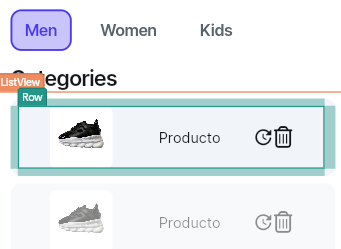 Men Women Kids
Categories
ListView
Row
Producto
Producto